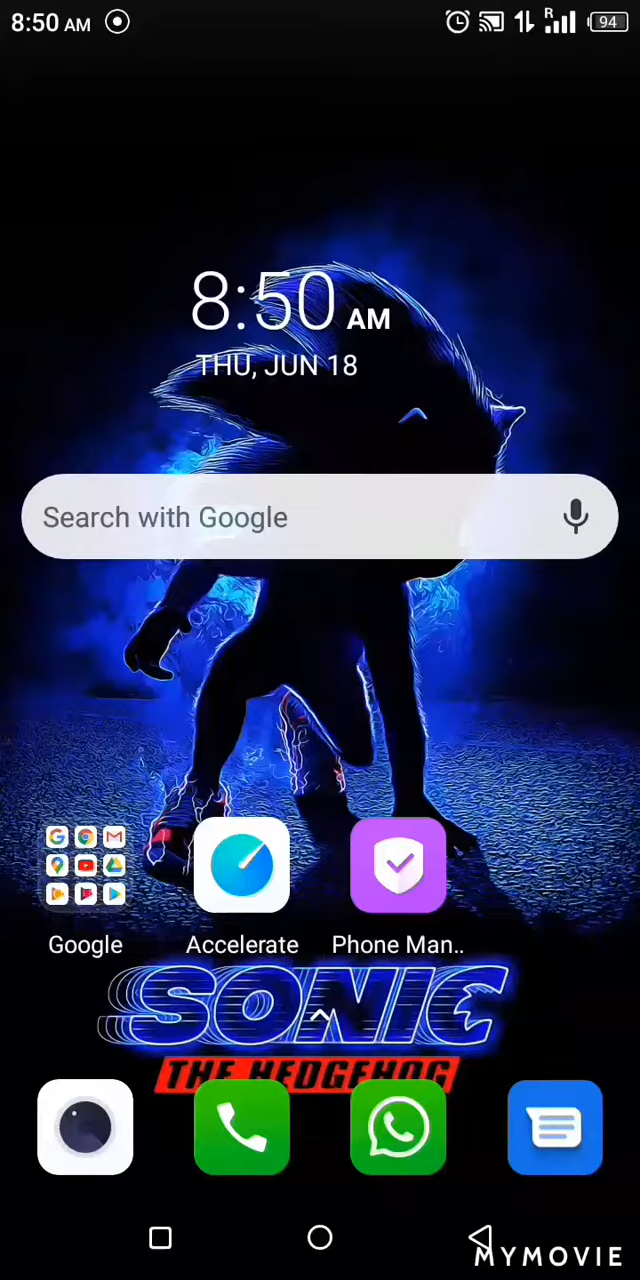 8:50 AM
R
94
8:50 AM
THU, JUN 18
Search with Google
Google
Accelerate
Phone Man..
SONIC
THE HEDGEHOG
MYMOVIE